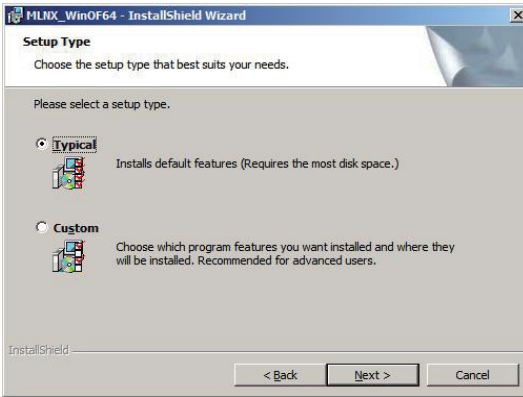 MLNX_WinOF64 - InstallShield Wizard
Setup Type
Choose the setup type that best suits your needs.
Please select a setup type.
Typical
Installs default features (Requires the most disk space.)
Custom
Choose which program features you want installed and where they
will be installed. Recommended for advanced users.
InstallShield
< Back
Next >
Cancel